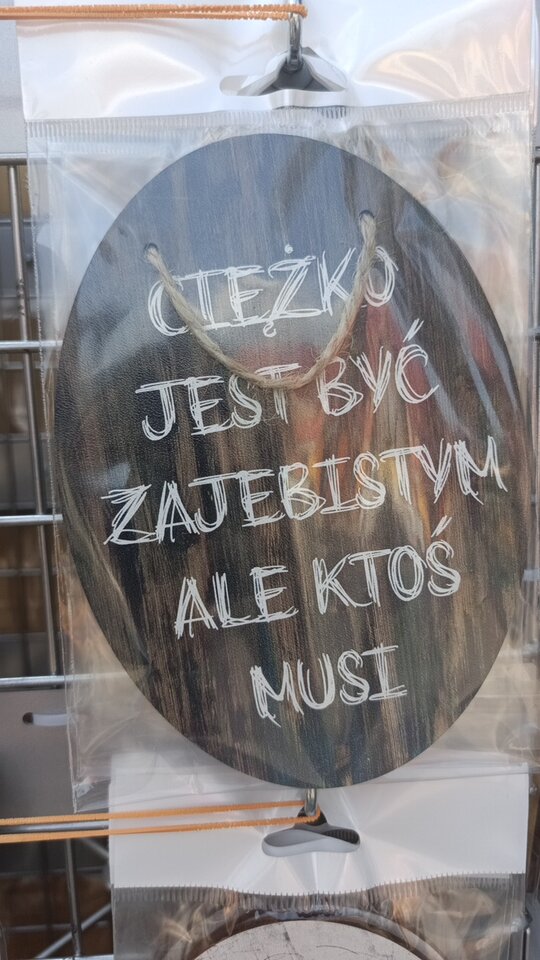 CIĘŻKO
JEST BYĆ
ZAJEBISTYM
ALE KTOŚ
MUSI